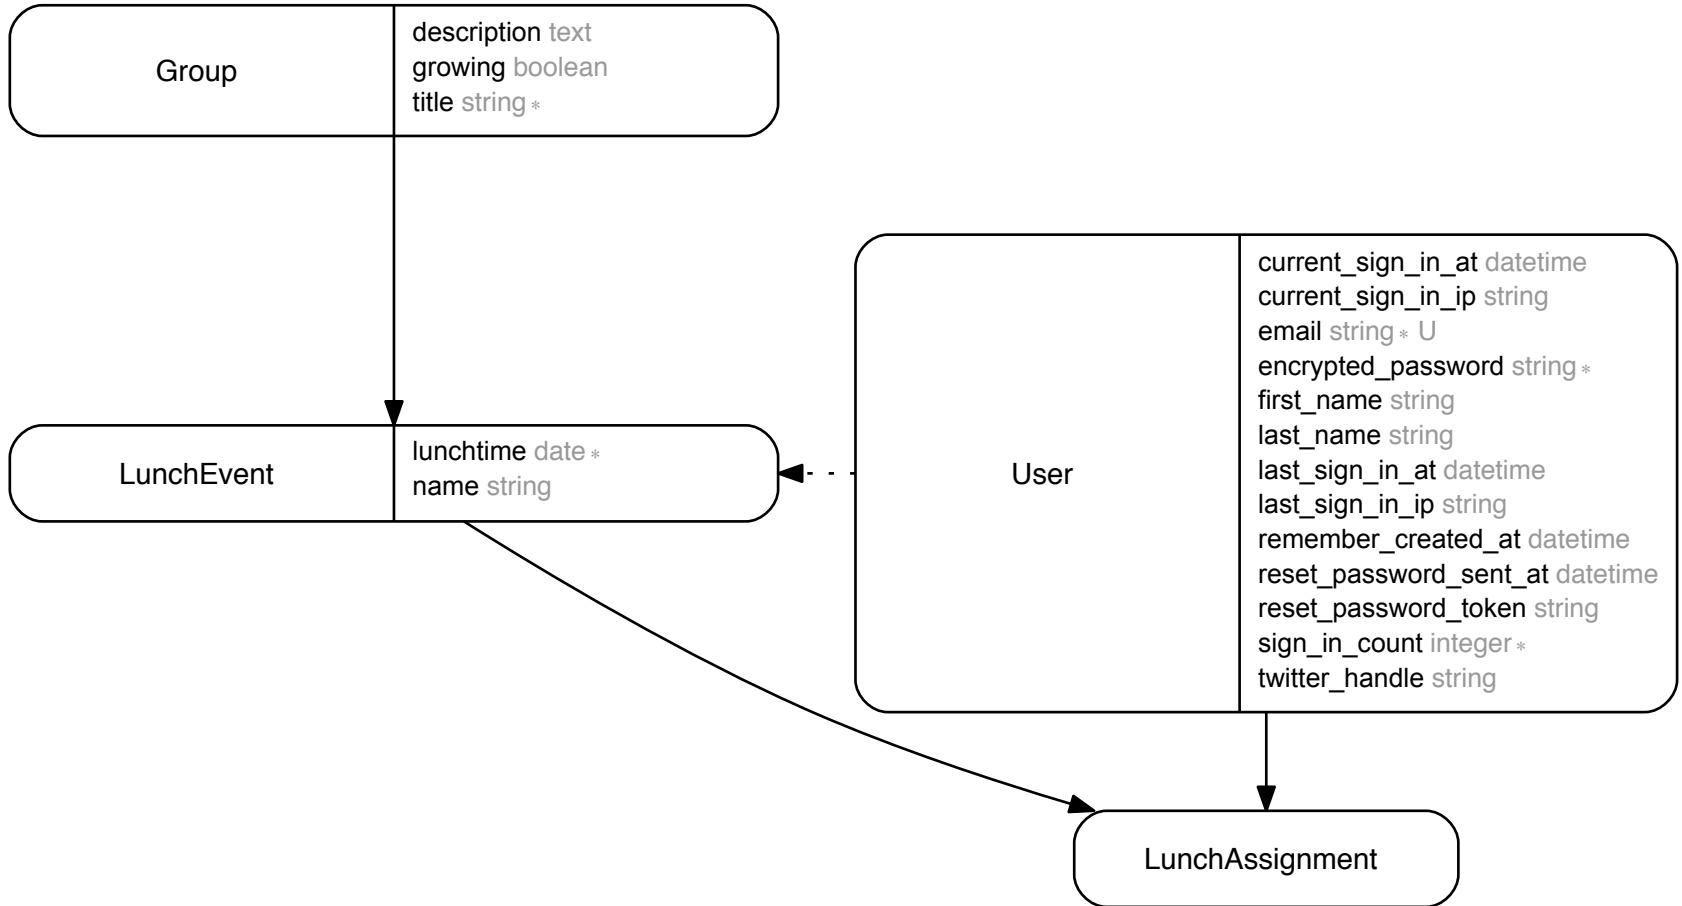 Group
description text
growing boolean
title string *
LunchEvent
lunchtime date *
name string
User
current_sign_in_at datetime
current_sign_in_ip string
email string * U
encrypted_password string *
first_name string
last_name string
last_sign_in_at datetime
last_sign_in_ip string
remember_created_at datetime
reset_password_sent_at datetime
reset_password_token string
sign_in_count integer *
twitter_handle string
LunchAssignment